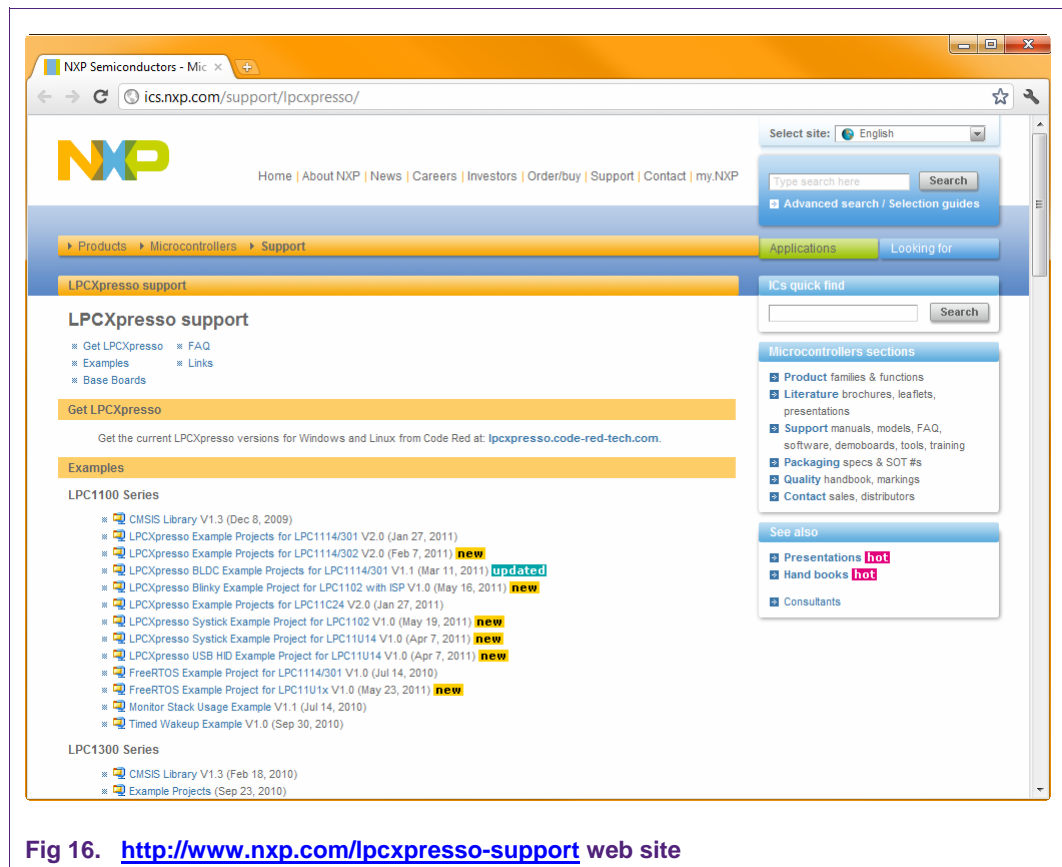 NXP Semiconductors - Mic
ics.nxp.com/support/lpcxpresso/
NXP
Home | About NXP | News | Careers | Investors | Order/buy | Support | Contact | my.NXP
Select site: English
Type search here Search
Advanced search / Selection guides
Products Microcontrollers Support
Applications Looking for
LPCXpresso support
LPCXpresso support
Get LPCXpresso FAQ
Examples Links
Base Boards
Get LPCXpresso
Get the current LPCXpresso versions for Windows and Linux from Code Red at: lpcxpresso.code-red-tech.com.
Examples
LPC1100 Series
CMSIS Library V1.3 (Dec 8, 2009)
LPCXpresso Example Projects for LPC1114/301 V2.0 (Jan 27, 2011)
LPCXpresso Example Projects for LPC1114/302 V2.0 (Feb 7, 2011) new
LPCXpresso BLDC Example Projects for LPC1114/301 V1.1 (Mar 11, 2011) updated
LPCXpresso Blinky Example Project for LPC1102 with ISP V1.0 (May 16, 2011) new
LPCXpresso Example Projects for LPC11C24 V2.0 (Jan 27, 2011)
LPCXpresso Systick Example Project for LPC1102 V1.0 (May 19, 2011) new
LPCXpresso Systick Example Project for LPC11U14 V1.0 (Apr 7, 2011) new
LPCXpresso USB HID Example Project for LPC11U14 V1.0 (Apr 7, 2011) new
FreeRTOS Example Project for LPC1114/301 V1.0 (Jul 14, 2010)
FreeRTOS Example Project for LPC11U1x V1.0 (May 23, 2011) new
Monitor Stack Usage Example V1.1 (Jul 14, 2010)
Timed Wakeup Example V1.0 (Sep 30, 2010)
LPC1300 Series
CMSIS Library V1.3 (Feb 18, 2010)
Example Projects (Sep 23, 2010)
ICs quick find
Search
Microcontrollers sections
Product families & functions
Literature brochures, leaflets,
presentations
Support manuals, models, FAQ,
software, demoboards, tools, training
Packaging specs & SOT #s
Quality handbook, markings
Contact sales, distributors
See also
Presentations hot
Hand books hot
Consultants
Fig 16. http://www.nxp.com/lpcxpresso-support web site